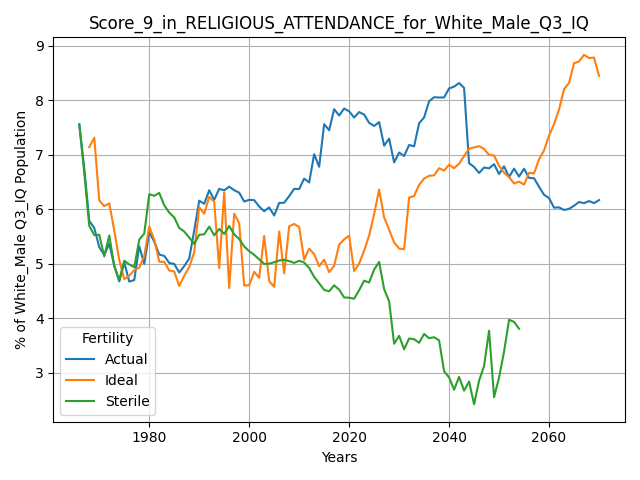 Score_9_in_RELIGIOUS_ATTENDANCE_for_White_Male_Q3_IQ
% of White_Male Q3_IQ Population
9
8
7
6
5
4
3
Fertility
Actual
Ideal
Sterile
1980 2000 2020 2040 2060
Years